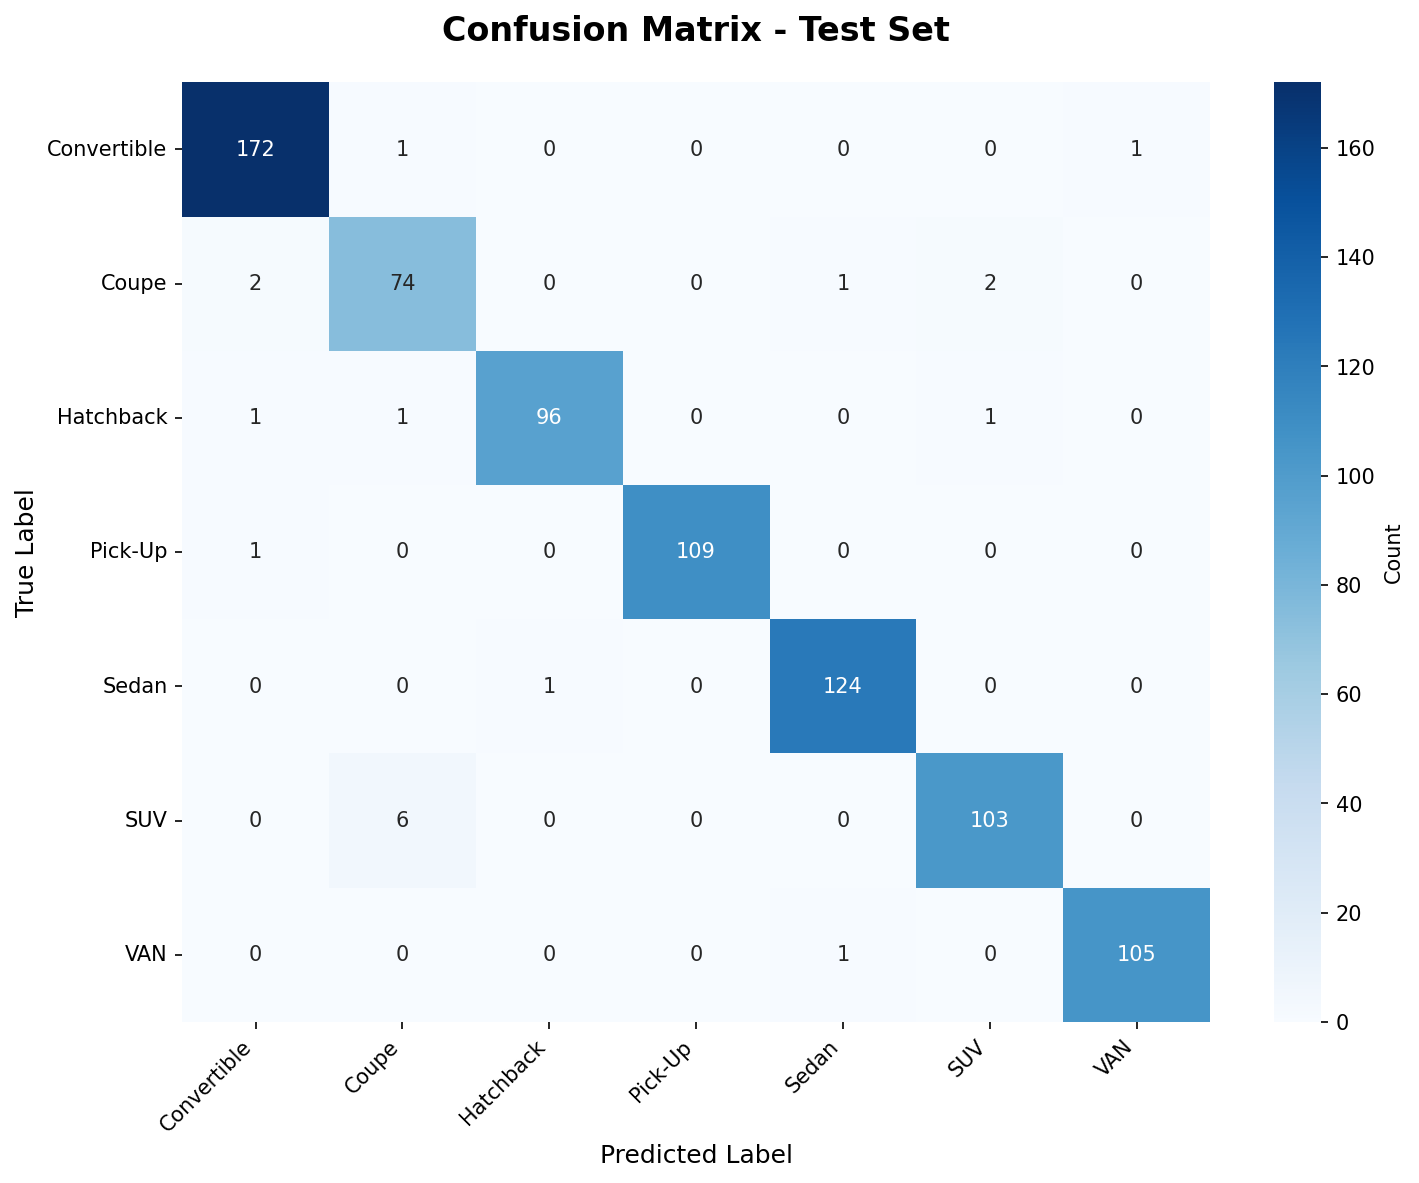 Confusion Matrix - Test Set
Convertible 172 1 0 0 0 0 1
Coupe 2 74 0 0 1 2 0
Hatchback 1 1 96 0 0 1 0
Pick-Up 1 0 0 109 0 0 0
Sedan 0 0 1 0 124 0 0
SUV 0 6 0 0 0 103 0
VAN 0 0 0 0 1 0 105
True Label
Convertible Coupe Hatchback Pick-Up Sedan SUV VAN
Predicted Label
160
140
120
100
80
60
40
20
0
Count